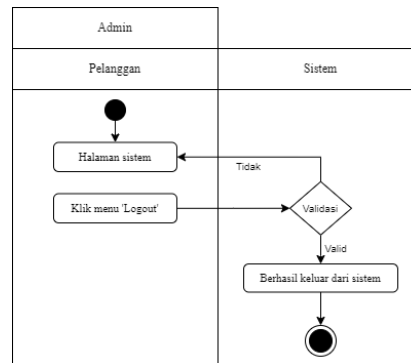 Admin
Pelanggan
Sistem
Halaman sistem
Tidak
Klik menu 'Logout'
Validasi
Valid
Berhasil keluar dari sistem